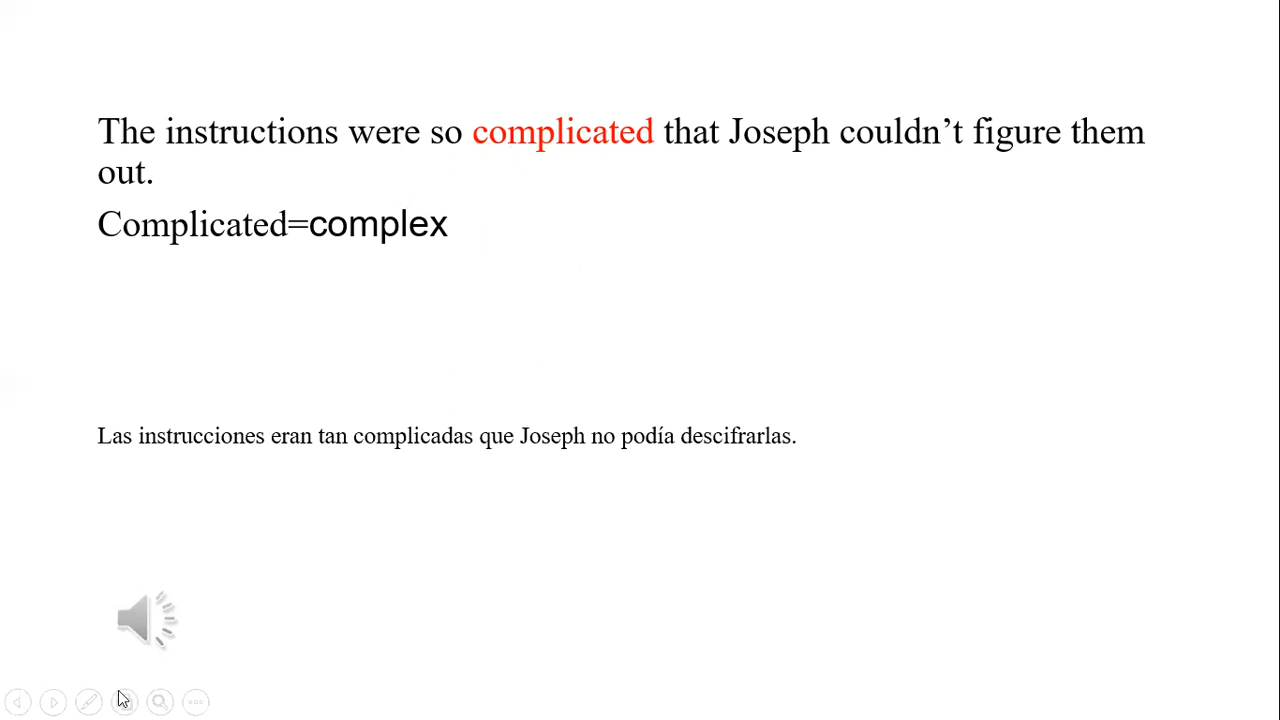 The instructions were so complicated that Joseph couldn’t figure them
out.
Complicated=complex
Las instrucciones eran tan complicadas que Joseph no podía descifrarlas.